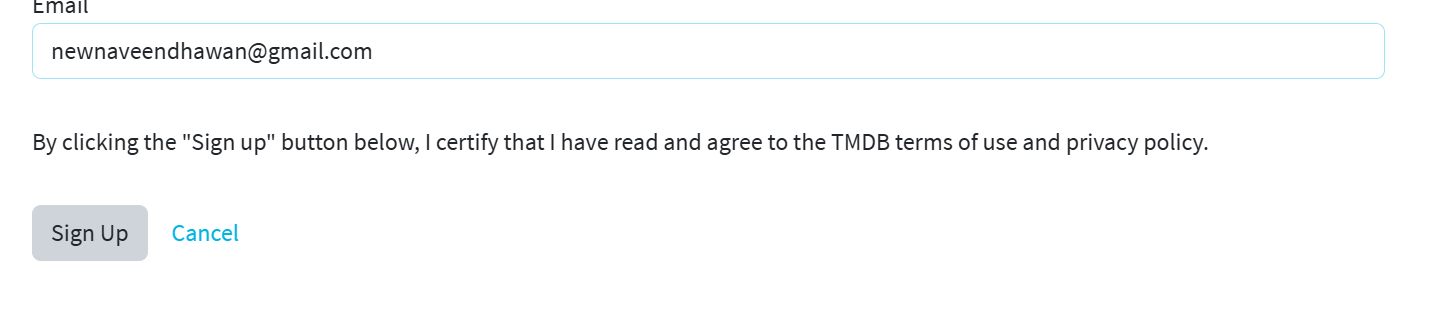 Email
newnaveendhawan@gmail.com
By clicking the "Sign up" button below, I certify that I have read and agree to the TMDB terms of use and privacy policy.
Sign Up
Cancel